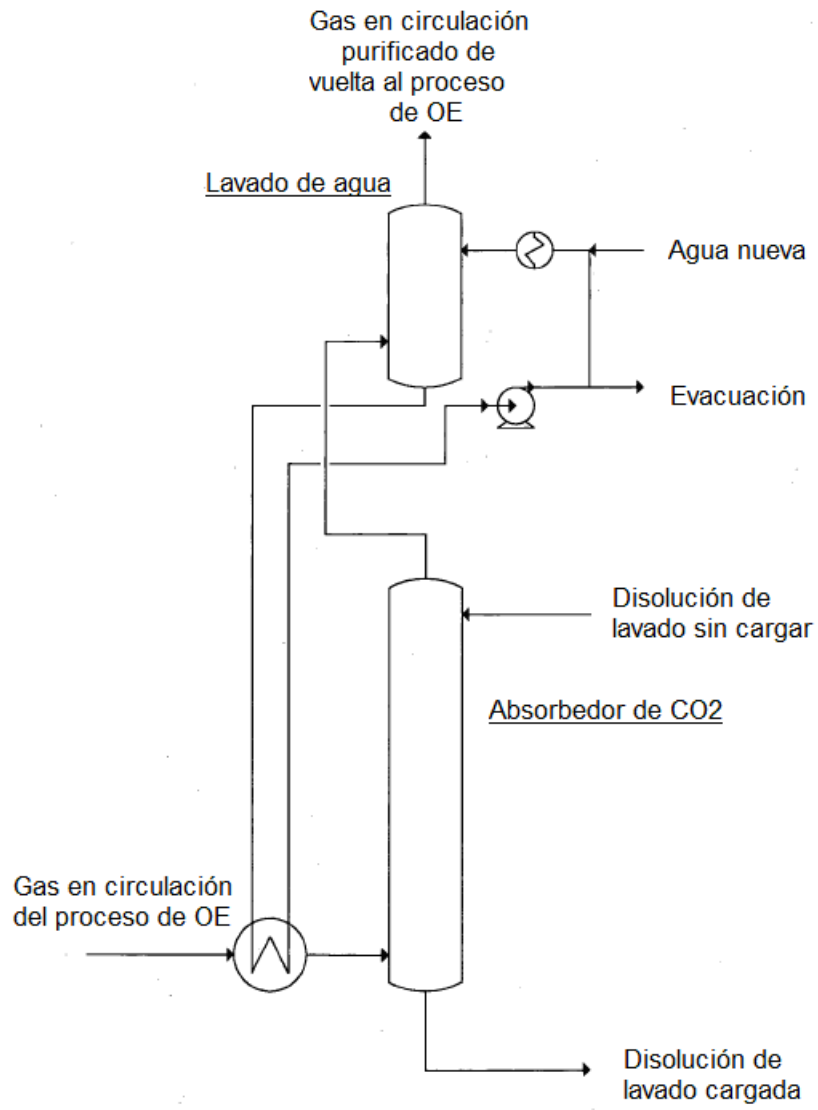 Gas en circulación
purificado de
vuelta al proceso
de OE
Lavado de agua
Agua nueva
Evacuación
Disolución de
lavado sin cargar
Absorbedor de CO2
Gas en circulación
del proceso de OE
Disolución de
lavado cargada